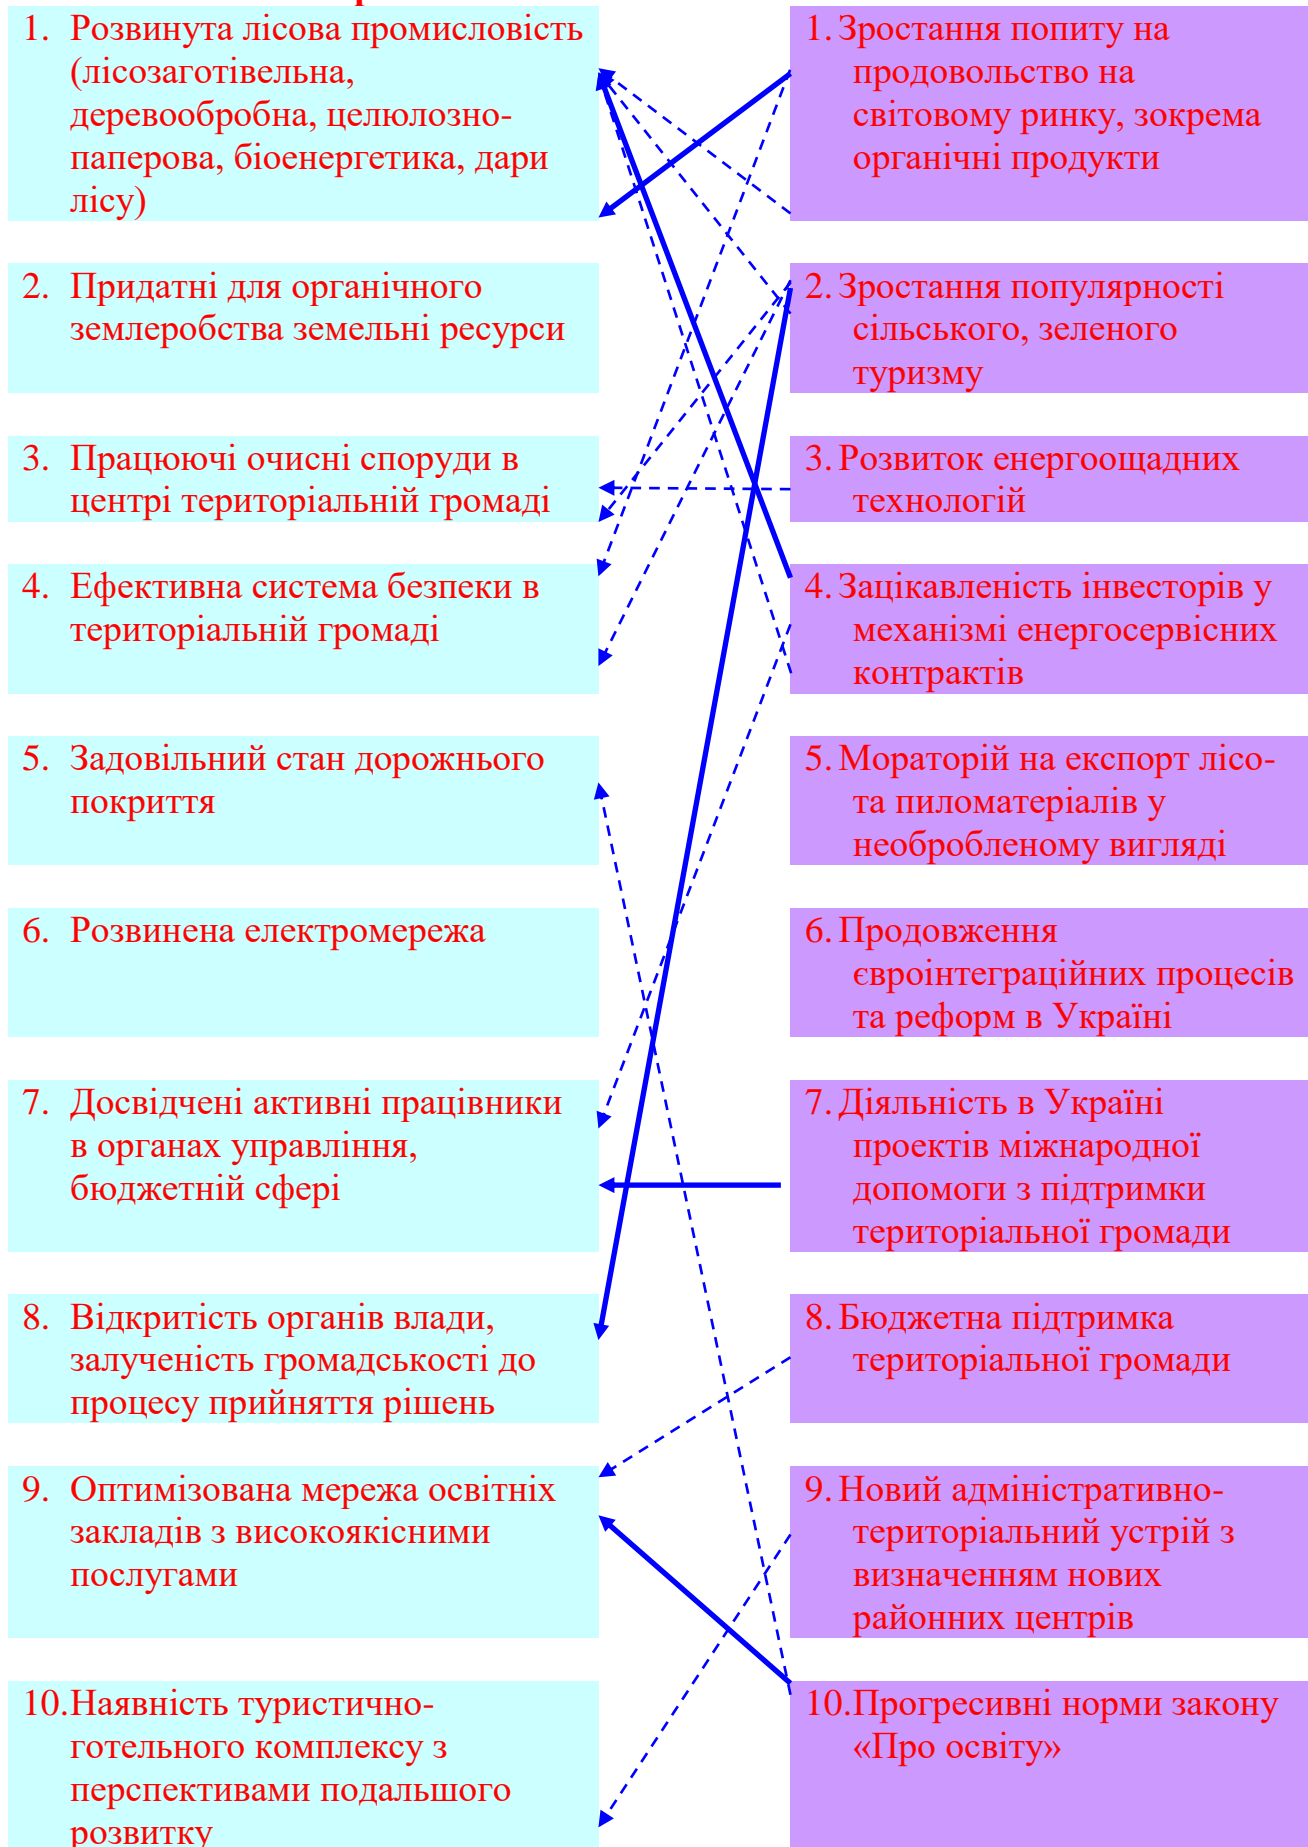 1. Розвинута лісова промисловість
(лісозаготівельна,
деревообробна, целюлозно-
паперова, біоенергетика, дари
лісу)
2. Придатні для органічного
землеробства земельні ресурси
3. Працюючі очисні споруди в
центрі територіальній громаді
4. Ефективна система безпеки в
територіальній громаді
5. Задовільний стан дорожнього
покриття
6. Розвинена електромережа
7. Досвідчені активні працівники
в органах управління,
бюджетній сфері
8. Відкритість органів влади,
залученість громадськості до
процесу прийняття рішень
9. Оптимізована мережа освітніх
закладів з високоякісними
послугами
10.Наявність туристично-
готельного комплексу з
перспективами подальшого
розвитку
1. Зростання попиту на
продовольство на
світовому ринку, зокрема
органічні продукти
2. Зростання популярності
сільського, зеленого
туризму
3. Розвиток енергоощадних
технологій
4. Зацікавленість інвесторів у
механізмі енергосервісних
контрактів
5. Мораторій на експорт лісо-
та пиломатеріалів у
необробленому вигляді
6. Продовження
євроінтеграційних процесів
та реформ в Україні
7. Діяльність в Україні
проектів міжнародної
допомоги з підтримки
територіальної громади
8. Бюджетна підтримка
територіальної громади
9. Новий адміністративно-
територіальний устрій з
визначенням нових
районних центрів
10.Прогресивні норми закону
«Про освіту»